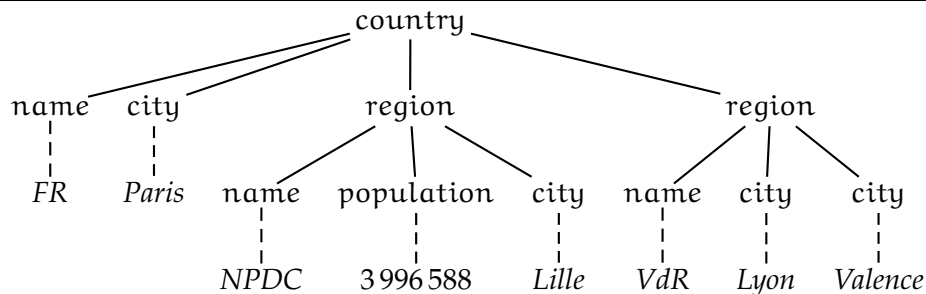 country
name city region region
FR Paris name population city name city city
NPDC 3 996 588 Lille VdR Lyon Valence